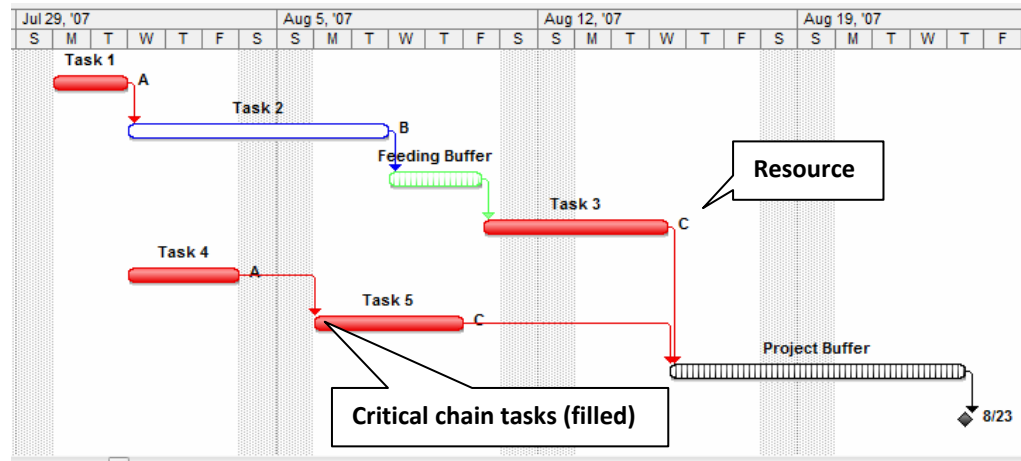 Jul 29, '07 Aug 5, '07 Aug 12, '07 Aug 19, '07
S M T W T F S S M T W T F S S M T W T F S S M T W T F
Task 1
A
Task 2
B
Feeding Buffer
Resource
Task 3
C
Task 4
A
Task 5
C
Project Buffer
Critical chain tasks (filled)
8/23